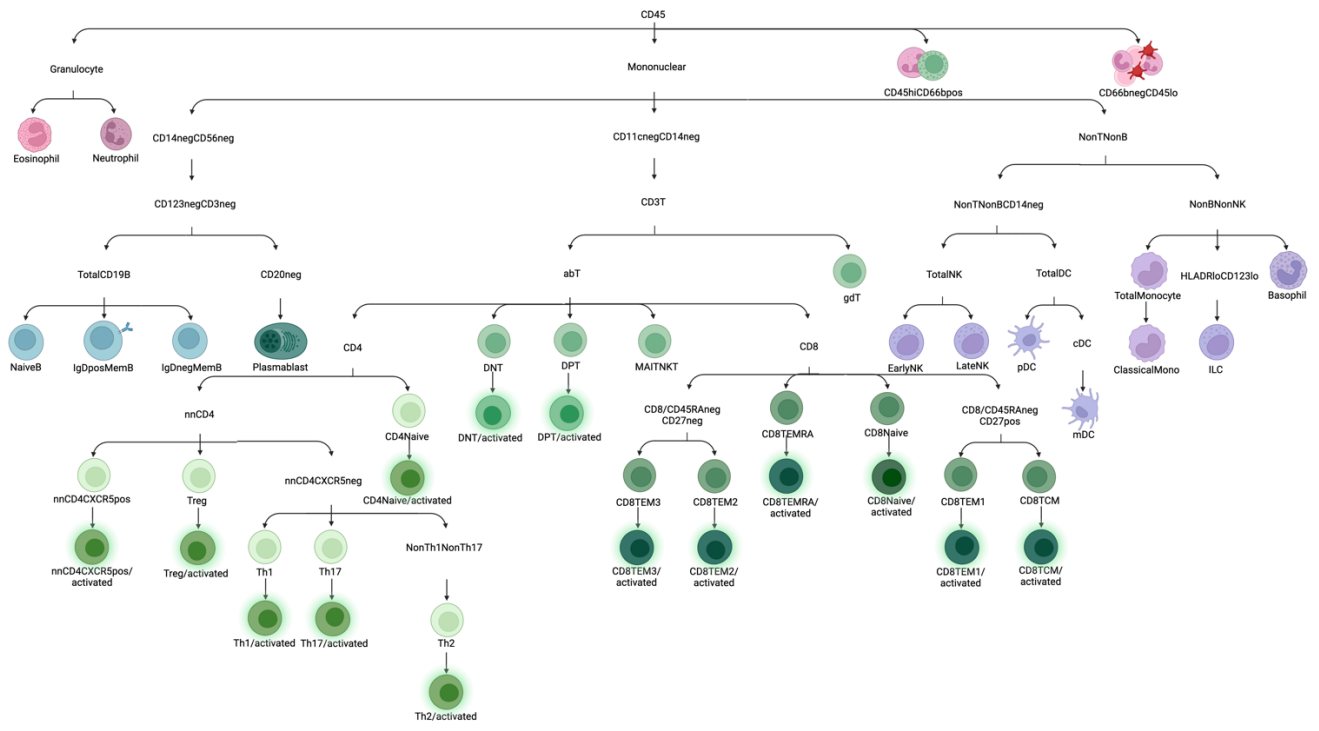 CD45
Granulocyte
Mononuclear
CD45hiCD66bpos
CD66bnegCD45lo
Eosinophil
Neutrophil
CD14negCD56neg
CD11cnegCD14neg
NonTNonB
CD123negCD3neg
CD3T
NonTNonBCD14neg
NonBNonNK
TotalCD19B
CD20neg
abT
gdT
TotalNK
TotalDC
TotalMonocyte
HLADRloCD123lo
Basophil
NaiveB
IgDposMemB
IgDnegMemB
Plasmablast
CD4
DNT
DPT
MAITNKT
CD8
EarlyNK
LateNK
pDC
cDC
ClassicalMono
ILC
nnCD4
CD4Naive
DNT/activated
DPT/activated
CD8/CD45RAneg
CD27neg
CD8TEMRA
CD8Naive
CD8/CD45RAneg
CD27pos
mDC
nnCD4CXCR5pos
Treg
nnCD4CXCR5neg
CD4Naive/activated
CD8TEM3
CD8TEM2
CD8TEMRA/
activated
CD8Naive/
activated
CD8TEM1
CD8TCM
nnCD4CXCR5pos/
activated
Treg/activated
Th1
Th17
NonTh1NonTh17
CD8TEM3/
activated
CD8TEM2/
activated
CD8TEM1/
activated
CD8TCM/
activated
Th1/activated
Th17/activated
Th2
Th2/activated